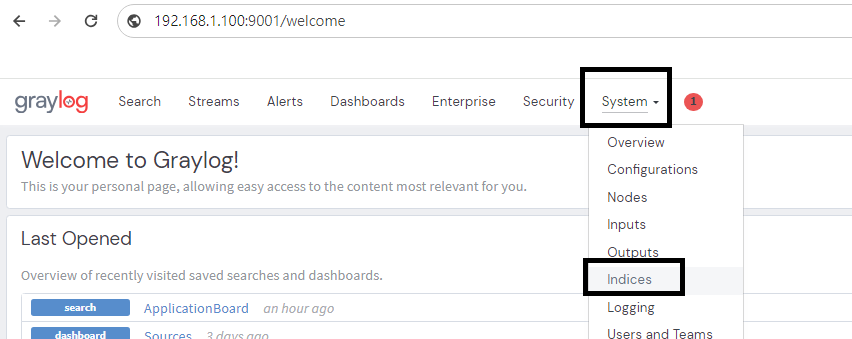 192.168.1.100:9001/welcome
graylog Search Streams Alerts Dashboards Enterprise Security System 1
Overview
Configurations
Nodes
Inputs
Outputs
Indices
Logging
Users and Teams
Welcome to Graylog!
This is your personal page, allowing easy access to the content most relevant for you.
Last Opened
Overview of recently visited saved searches and dashboards.
search ApplicationBoard an hour ago
dashboard Sources 3 days ago